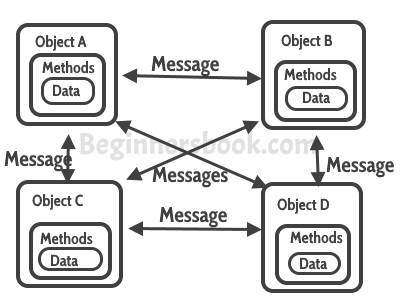 Object A
Methods
Data
Message
Object B
Methods
Data
Beginnersbook.com
Message
Messages
Message
Object C
Methods
Data
Message
Object D
Methods
Data